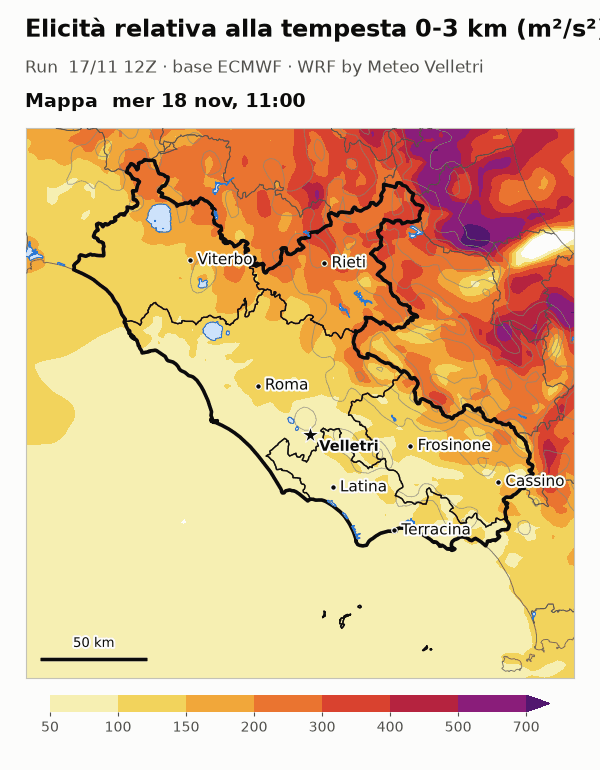 Elicità relativa alla tempesta 0-3 km (m²/s²)
Run  17/11 12Z · base ECMWF · WRF by Meteo Velletri
Mappa  mer 18 nov, 11:00
Viterbo
Rieti
Roma
Velletri
Frosinone
Cassino
Latina
Terracina
50 km
50 100 150 200 300 400 500 700